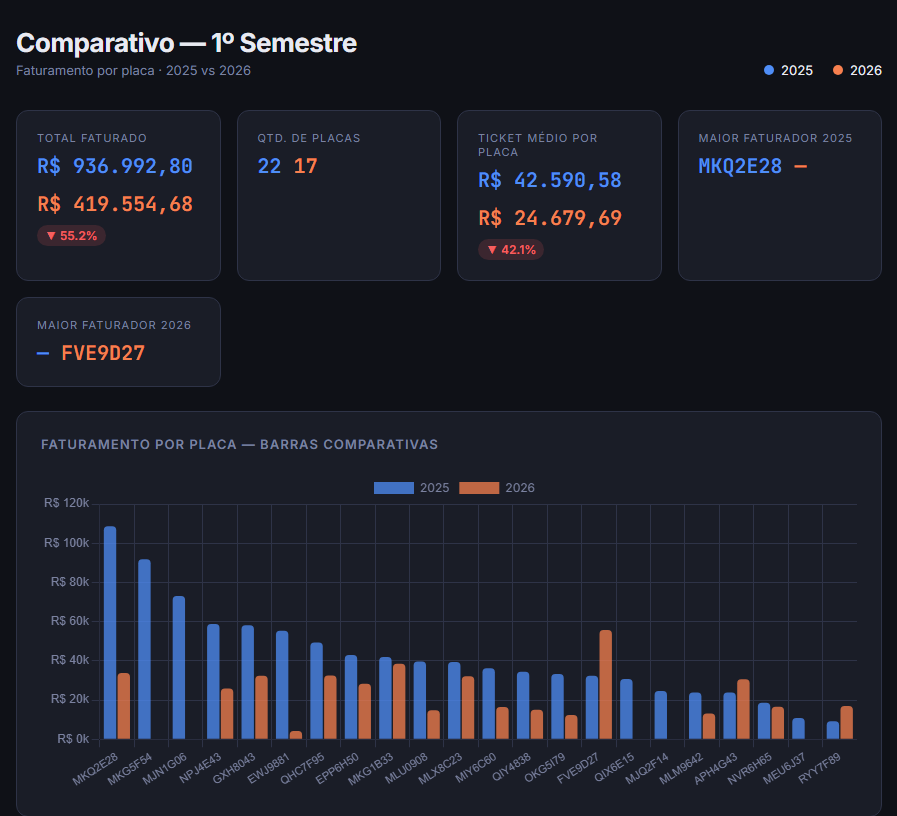 Comparativo — 1º Semestre
Faturamento por placa · 2025 vs 2026
2025 2026
TOTAL FATURADO
R$ 936.992,80
R$ 419.554,68
▼ 55.2%
QTD. DE PLACAS
22 17
TICKET MÉDIO POR
PLACA
R$ 42.590,58
R$ 24.679,69
▼ 42.1%
MAIOR FATURADOR 2025
MKQ2E28 —
MAIOR FATURADOR 2026
— FVE9D27
FATURAMENTO POR PLACA — BARRAS COMPARATIVAS
2025 2026
R$ 120k
R$ 100k
R$ 80k
R$ 60k
R$ 40k
R$ 20k
R$ 0k
MKQ2E28
MKG5F54
MJN1G06
NPJ4E43
GXH8043
EWJ9881
QHC7F95
EPP6H50
MKG1B33
MLU0908
MLX8C23
MIY6C60
QIY4838
OKG5I79
FVE9D27
QIX6E15
MJQ2F14
MLM9642
APH4G43
NVR6H65
MEU6J37
RYY7F89